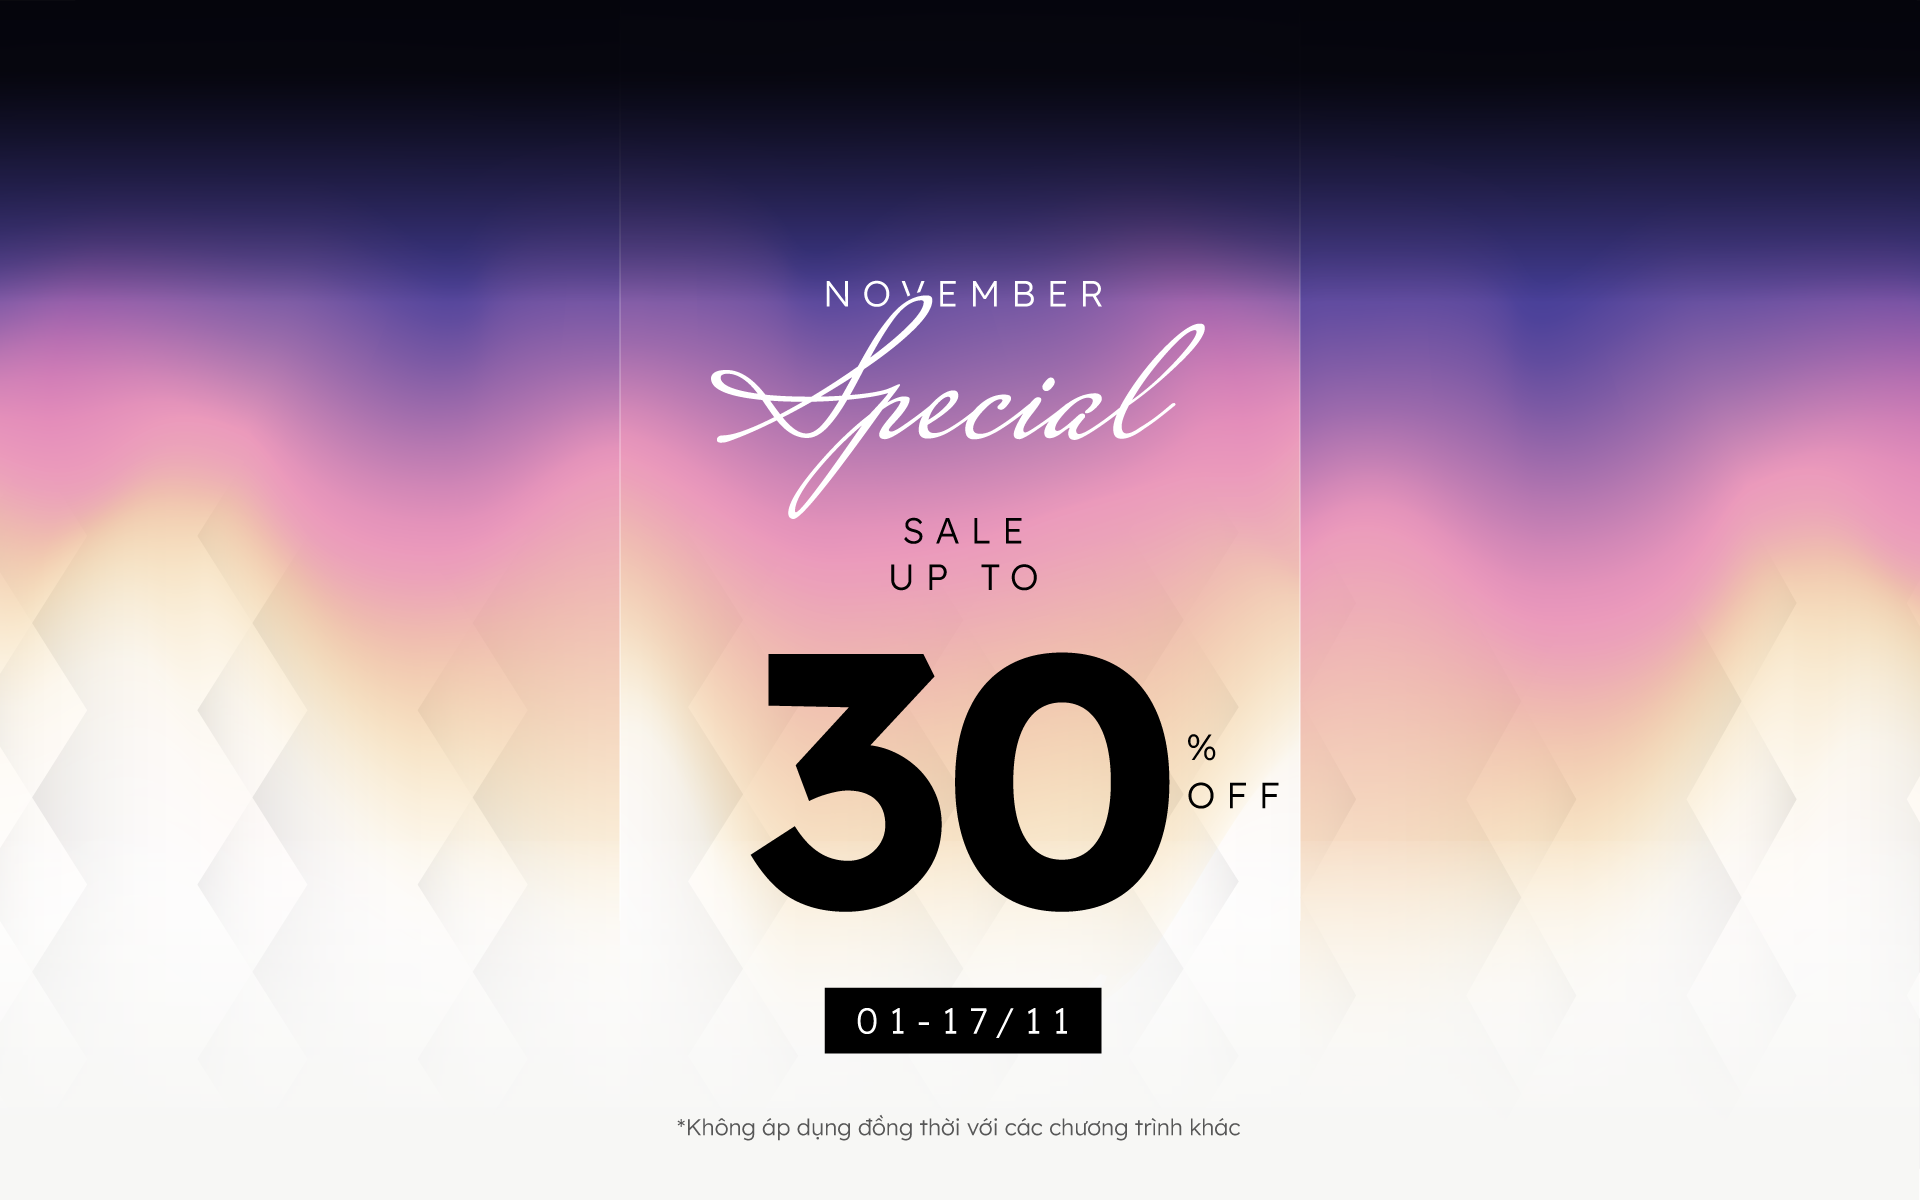 NOVEMBER
Special
SALE
UP TO
30
%
OFF
01-17/11
*Không áp dụng đồng thời với các chương trình khác